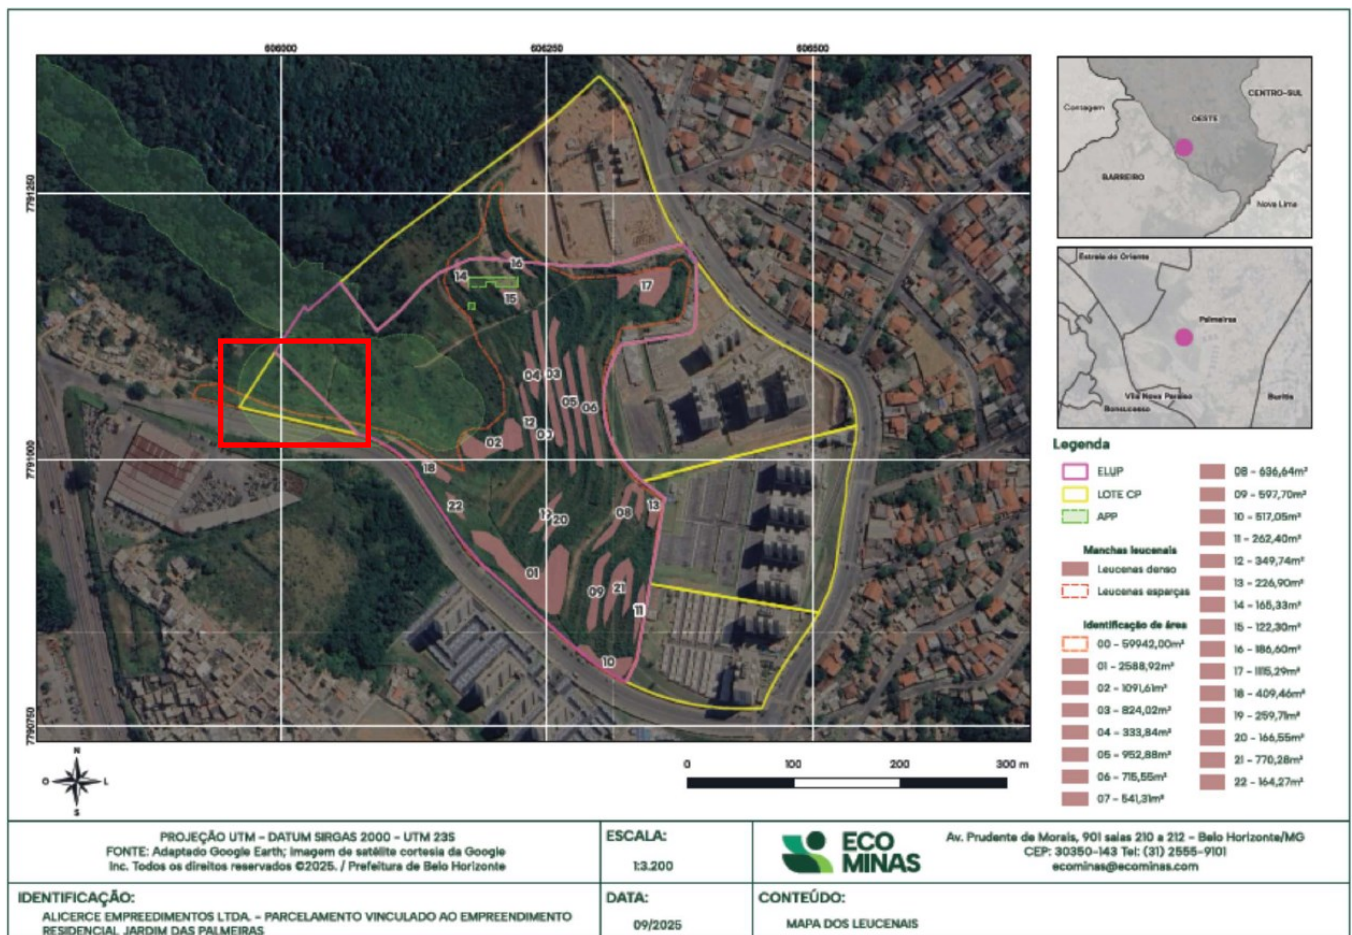 606000
606250
606500
7791250
7791000
7790750
14
16
15
17
04
03
05
06
12
02
18
22
20
08
13
01
09
21
11
10
Contagem
CENTRO-SUL
OESTE
BARREIRO
Nova Lima
Estrela do Oriente
Palmeiras
Vila Nova Paraíso
Bonsucesso
Buritis
Legenda
ELUP
LOTE CP
APP
Manchas leucenais
Leucenas denso
Leucenas esparças
Identificação de área
00 - 59942,00m²
01 - 2588,92m²
02 - 1091,61m²
03 - 824,02m²
04 - 333,84m²
05 - 952,88m²
06 - 715,55m²
07 - 541,31m²
08 - 636,64m²
09 - 597,70m²
10 - 517,05m²
11 - 262,40m²
12 - 349,74m²
13 - 226,90m²
14 - 165,33m²
15 - 122,30m²
16 - 186,60m²
17 - 1115,29m²
18 - 409,46m²
19 - 259,71m²
20 - 166,55m²
21 - 770,28m²
22 - 164,27m²
N
O
L
S
0 100 200 300 m
PROJEÇÃO UTM - DATUM SIRGAS 2000 - UTM 23S
FONTE: Adaptado Google Earth; Imagem de satélite cortesia da Google
Inc. Todos os direitos reservados ©2025. / Prefeitura de Belo Horizonte
ESCALA:
1:3.200
ECO
MINAS
Av. Prudente de Morais, 901 salas 210 a 212 - Belo Horizonte/MG
CEP: 30350-143 Tel: (31) 2555-9101
ecominas@ecominas.com
IDENTIFICAÇÃO:
ALICERCE EMPREEDIMENTOS LTDA. - PARCELAMENTO VINCULADO AO EMPREENDIMENTO
RESIDENCIAL JARDIM DAS PALMEIRAS
DATA:
09/2025
CONTEÚDO:
MAPA DOS LEUCENAIS